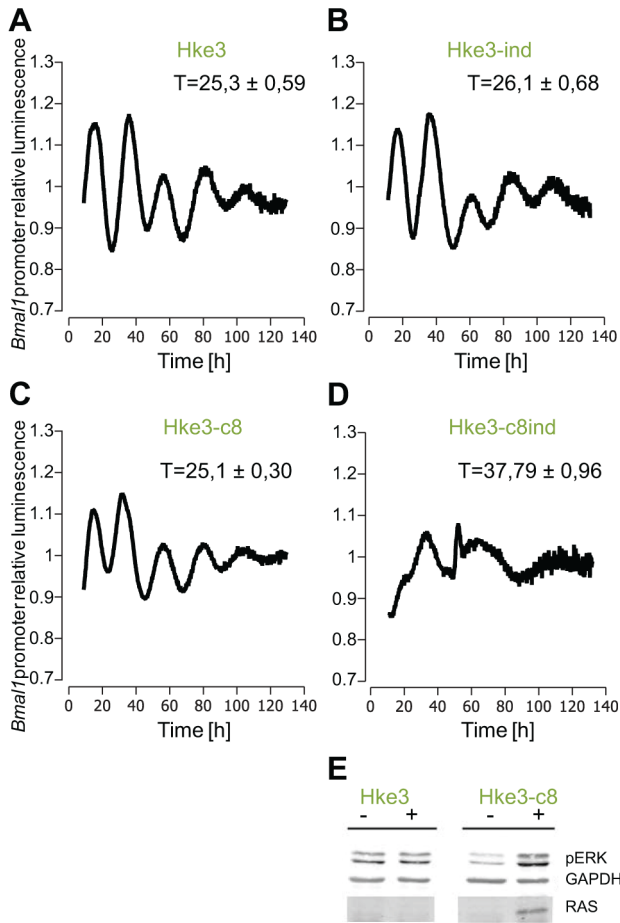 A
Hke3
T=25,3 ± 0,59
Bmal1 promoter relative luminescence
1.3
1.2
1.1
1
0.9
0.8
0.7
0 20 40 60 80 100 120 140
Time [h]
B
Hke3-ind
T=26,1 ± 0,68
1.3
1.2
1.1
1
0.9
0.8
0.7
0 20 40 60 80 100 120 140
Time [h]
C
Hke3-c8
T=25,1 ± 0,30
Bmal1 promoter relative luminescence
1.3
1.2
1.1
1
0.9
0.8
0.7
0 20 40 60 80 100 120 140
Time [h]
D
Hke3-c8ind
T=37,79 ± 0,96
1.3
1.2
1.1
1
0.9
0.8
0.7
0 20 40 60 80 100 120 140
Time [h]
E
Hke3 Hke3-c8
- + - +
pERK
GAPDH
RAS